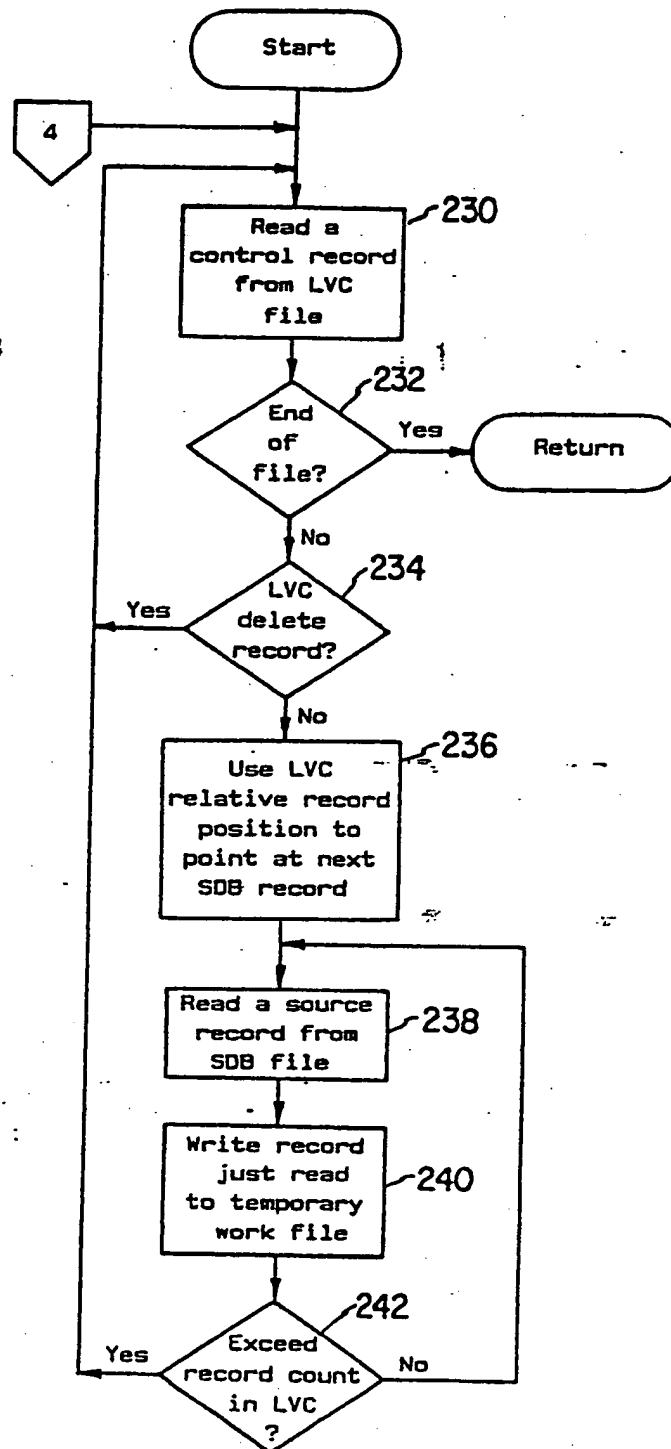 Start
4
230
Read a
control record
from LVC
file
232
End
of
file?
Yes
Return
No
234
LVC
delete
record?
Yes
No
236
Use LVC
relative record
position to
point at next
SDB record
Read a source
record from
SDB file
238
Write record
just read
to temporary
work file
240
242
Exceed
record count
in LVC
?
Yes
No